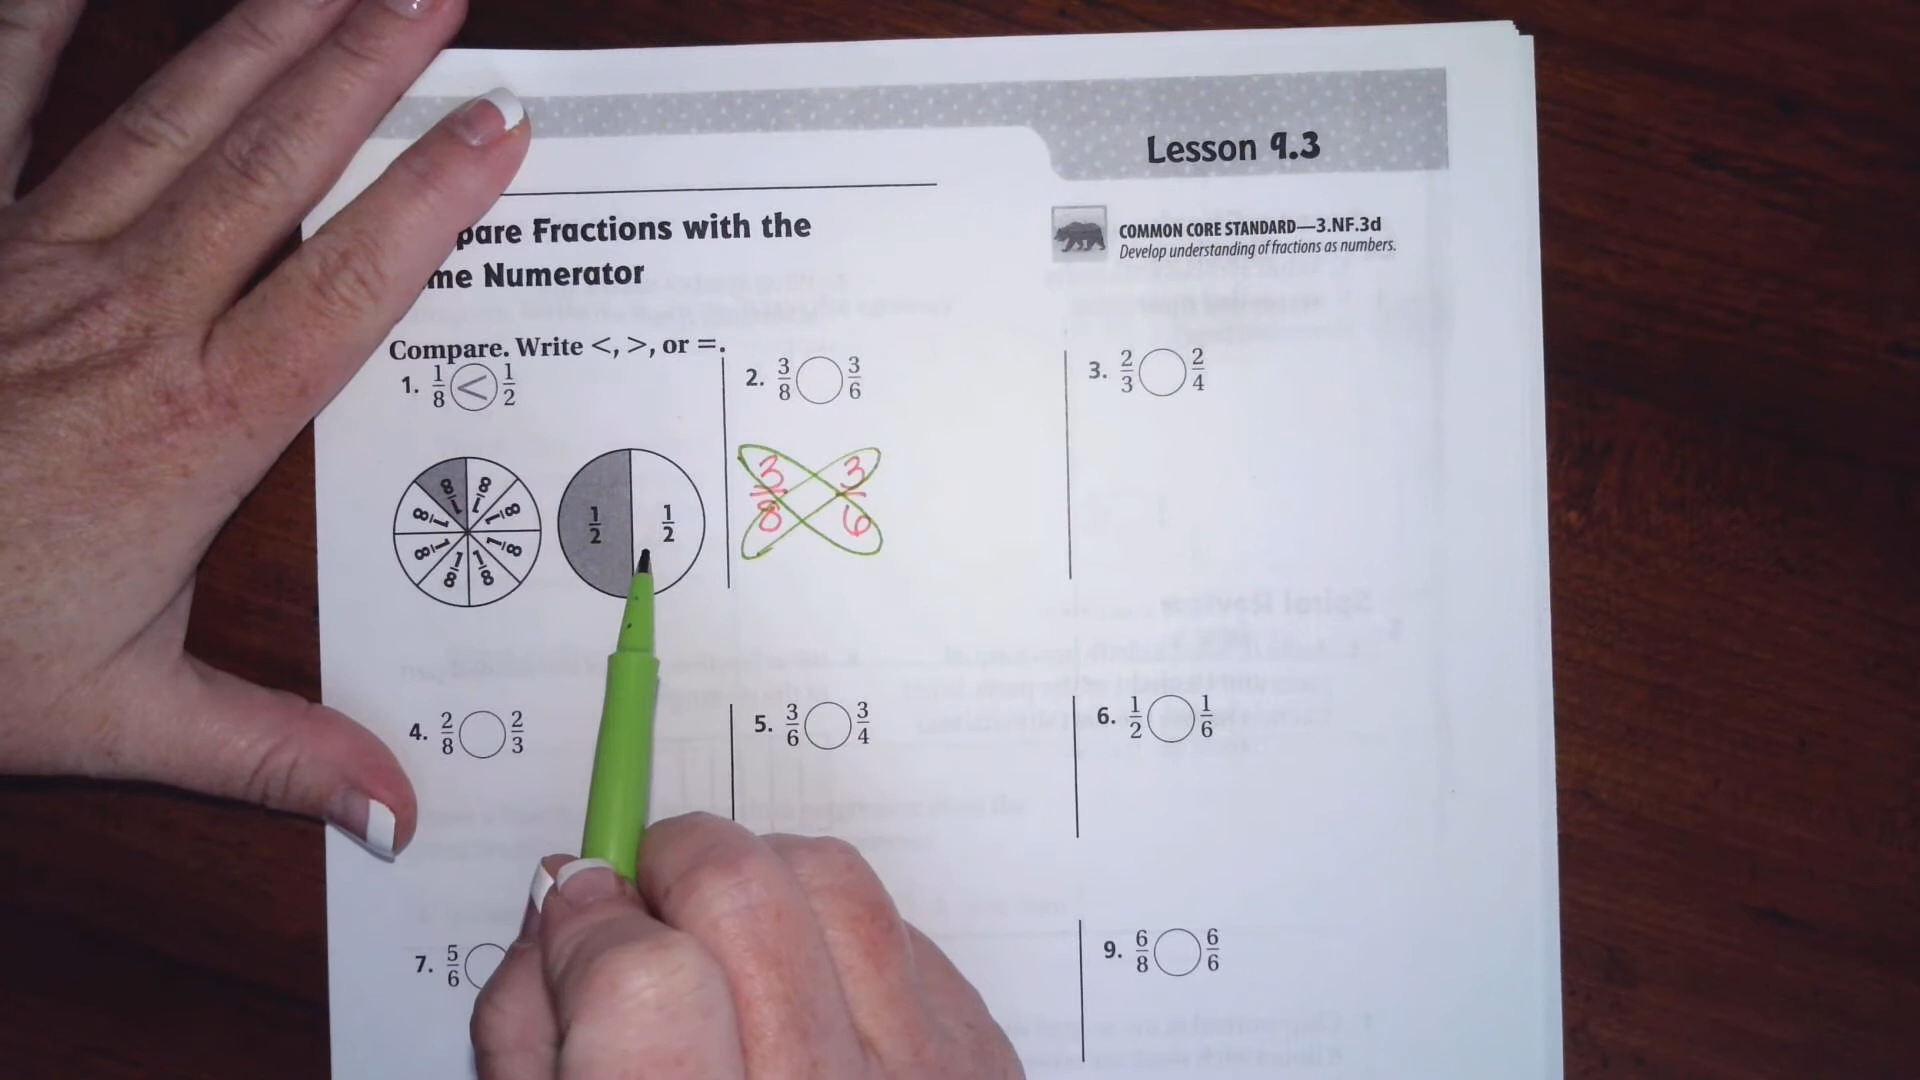 Lesson 9.3
COMMON CORE STANDARD—3.NF.3d
Develop understanding of fractions as numbers.
pare Fractions with the
me Numerator
Compare. Write <, >, or =.
1. 1/8 < 1/2
2. 3/8 3/6
3. 2/3 2/4
1/8 1/8 1/8 1/8 1/8 1/8 1/8 1/8
1/2 1/2
3/8 3/6
4. 2/8 2/3
5. 3/6 3/4
6. 1/2 1/6
7. 5/6
9. 6/8 6/6